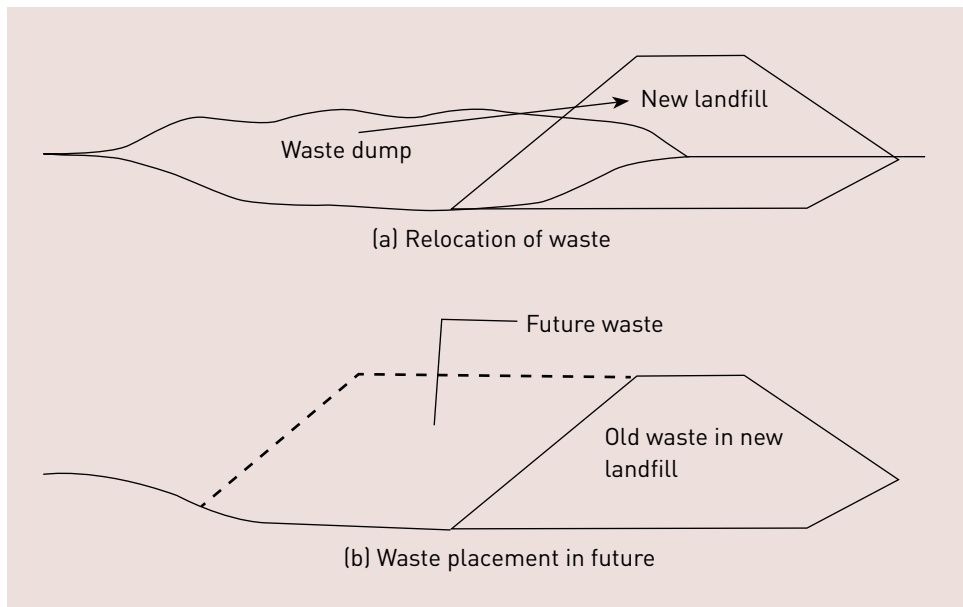 New landfill
Waste dump
(a) Relocation of waste
Future waste
Old waste in new
landfill
(b) Waste placement in future